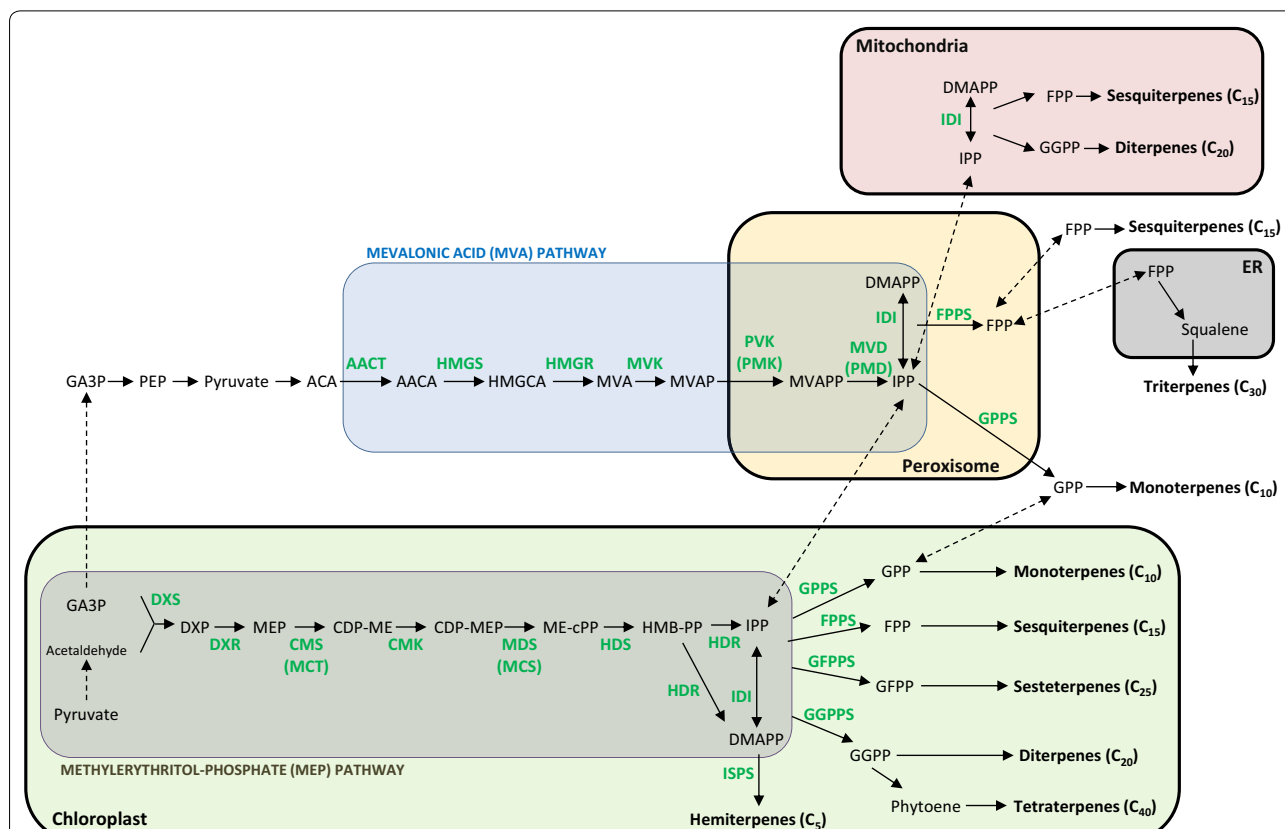 Mitochondria
DMAPP
FPP
Sesquiterpenes (C15)
IDI
GGPP
Diterpenes (C20)
IPP
FPP
Sesquiterpenes (C15)
MEVALONIC ACID (MVA) PATHWAY
ER
FPP
DMAPP
IDI
FPPS
FPP
Squalene
PVK
(PMK)
MVD
(PMD)
AACT
HMGS
HMGR
MVK
GA3P
PEP
Pyruvate
ACA
AACA
HMGCA
MVA
MVAP
MVAPP
IPP
Triterpenes (C30)
GPPS
Peroxisome
GPP
Monoterpenes (C10)
GPP
Monoterpenes (C10)
GPPS
GA3P
DXS
DXP
MEP
CDP-ME
CDP-MEP
ME-cPP
HMB-PP
IPP
FPPS
FPP
Sesquiterpenes (C15)
DXR
CMS
(MCT)
CMK
MDS
(MCS)
HDS
HDR
Acetaldehyde
GFPPS
GFPP
Sesteterpenes (C25)
HDR
IDI
Pyruvate
GGPPS
DMAPP
GGPP
Diterpenes (C20)
METHYLERYTHRITOL-PHOSPHATE (MEP) PATHWAY
ISPS
Phytoene
Tetraterpenes (C40)
Chloroplast
Hemiterpenes (C5)